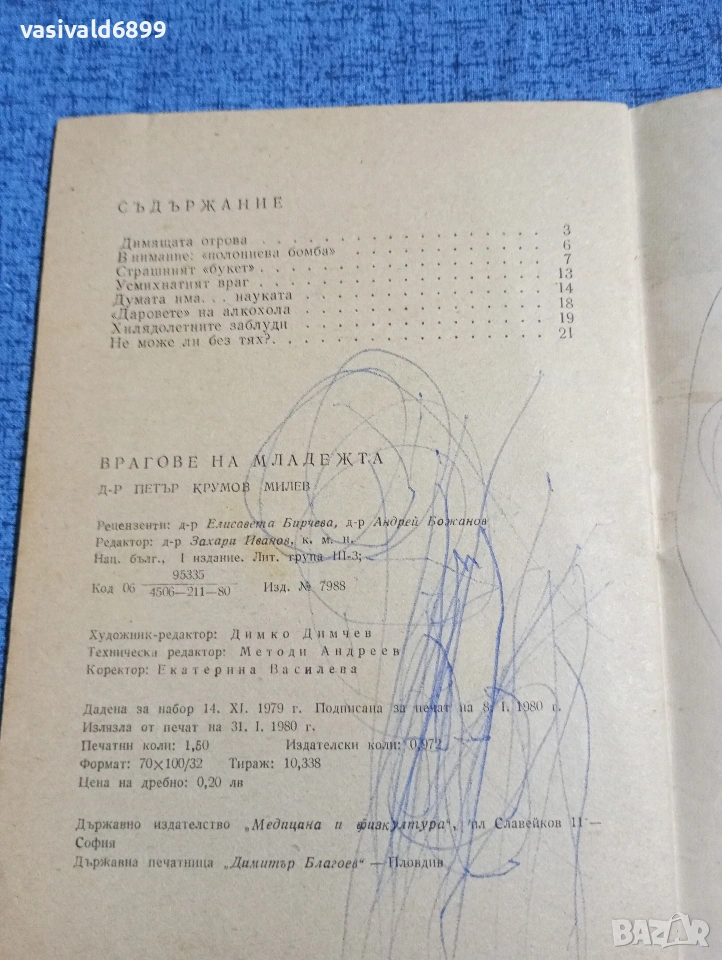 vasivald6899
СЪДЪРЖАНИЕ
Димящата отрова . . . . . . . . . . . . . . . 3
Внимание: «полониева бомба» . . . . . . . . . . . 6
Страшният «букет» . . . . . . . . . . . . . . . 7
Усмихнатият враг . . . . . . . . . . . . . . . 13
Думата има... науката . . . . . . . . . . . . . 14
«Даровете» на алкохола . . . . . . . . . . . . . 18
Хилядолетните заблуди . . . . . . . . . . . . . 19
Не може ли без тях?. . . . . . . . . . . . . . 21
ВРАГОВЕ НА МЛАДЕЖТА
Д-Р ПЕТЪР КРУМОВ МИЛЕВ
Рецензенти: д-р Елисавета Бирчева, д-р Андрей Божанов
Редактор: д-р Захари Иванов, к. м. н.
Нац. бълг., I издание. Лит. група III-3;
Код 06 95335/4506—211—80 Изд. № 7988
Художник-редактор: Димко Димчев
Технически редактор: Методи Андреев
Коректор: Екатерина Василева
Дадена за набор 14. XI. 1979 г. Подписана за печат на 8. I. 1980 г.
Излязла от печат на 31. I. 1980 г.
Печатни коли: 1,50 Издателски коли: 0,972
Формат: 70×100/32 Тираж: 10,338
Цена на дребно: 0,20 лв
Държавно издателство „Медицина и физкултура“, пл Славейков 11 —
София
Държавна печатница „Димитър Благоев“ — Пловдив
BAZAR